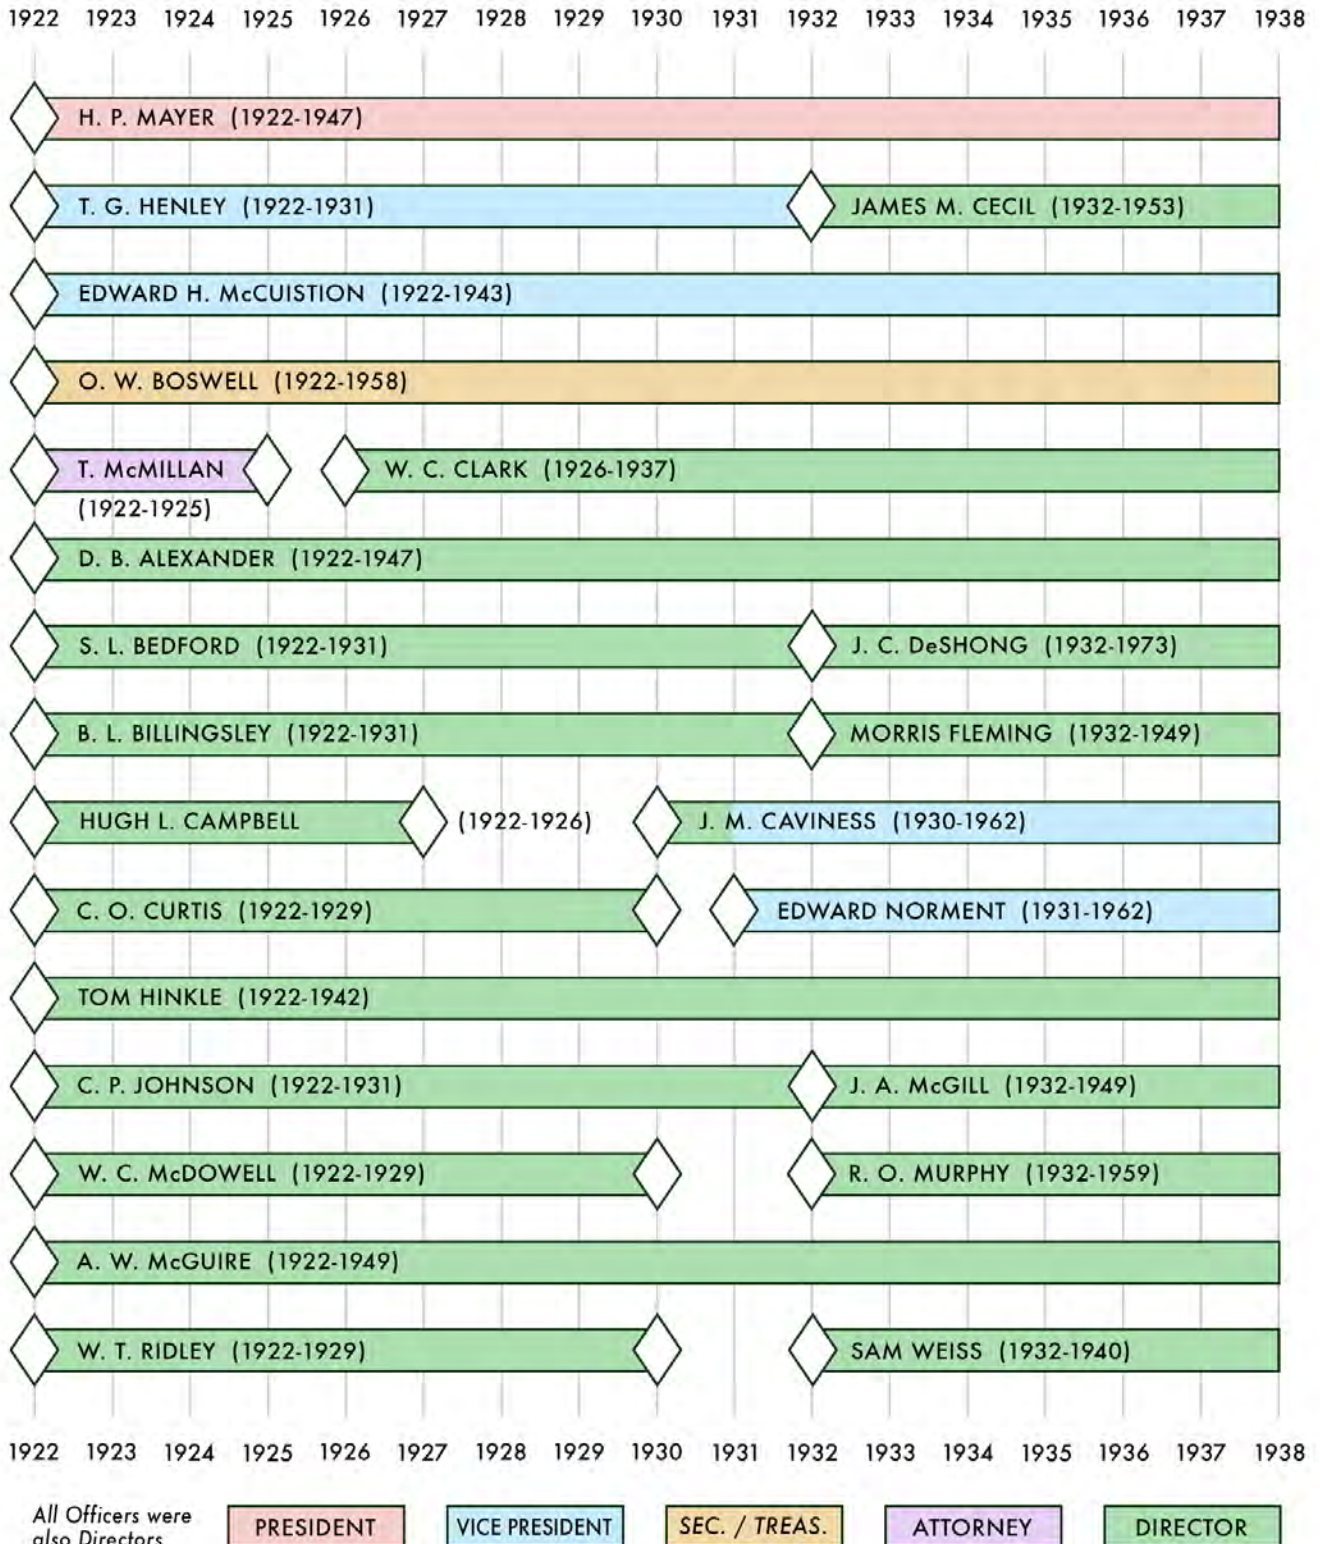 1922 1923 1924 1925 1926 1927 1928 1929 1930 1931 1932 1933 1934 1935 1936 1937 1938
H. P. MAYER (1922-1947)
T. G. HENLEY (1922-1931) JAMES M. CECIL (1932-1953)
EDWARD H. McCUISTION (1922-1943)
O. W. BOSWELL (1922-1958)
T. McMILLAN W. C. CLARK (1926-1937)
(1922-1925)
D. B. ALEXANDER (1922-1947)
S. L. BEDFORD (1922-1931) J. C. DeSHONG (1932-1973)
B. L. BILLINGSLEY (1922-1931) MORRIS FLEMING (1932-1949)
HUGH L. CAMPBELL (1922-1926) J. M. CAVINESS (1930-1962)
C. O. CURTIS (1922-1929) EDWARD NORMENT (1931-1962)
TOM HINKLE (1922-1942)
C. P. JOHNSON (1922-1931) J. A. McGILL (1932-1949)
W. C. McDOWELL (1922-1929) R. O. MURPHY (1932-1959)
A. W. McGUIRE (1922-1949)
W. T. RIDLEY (1922-1929) SAM WEISS (1932-1940)
1922 1923 1924 1925 1926 1927 1928 1929 1930 1931 1932 1933 1934 1935 1936 1937 1938
All Officers were
also Directors
PRESIDENT VICE PRESIDENT SEC. / TREAS. ATTORNEY DIRECTOR